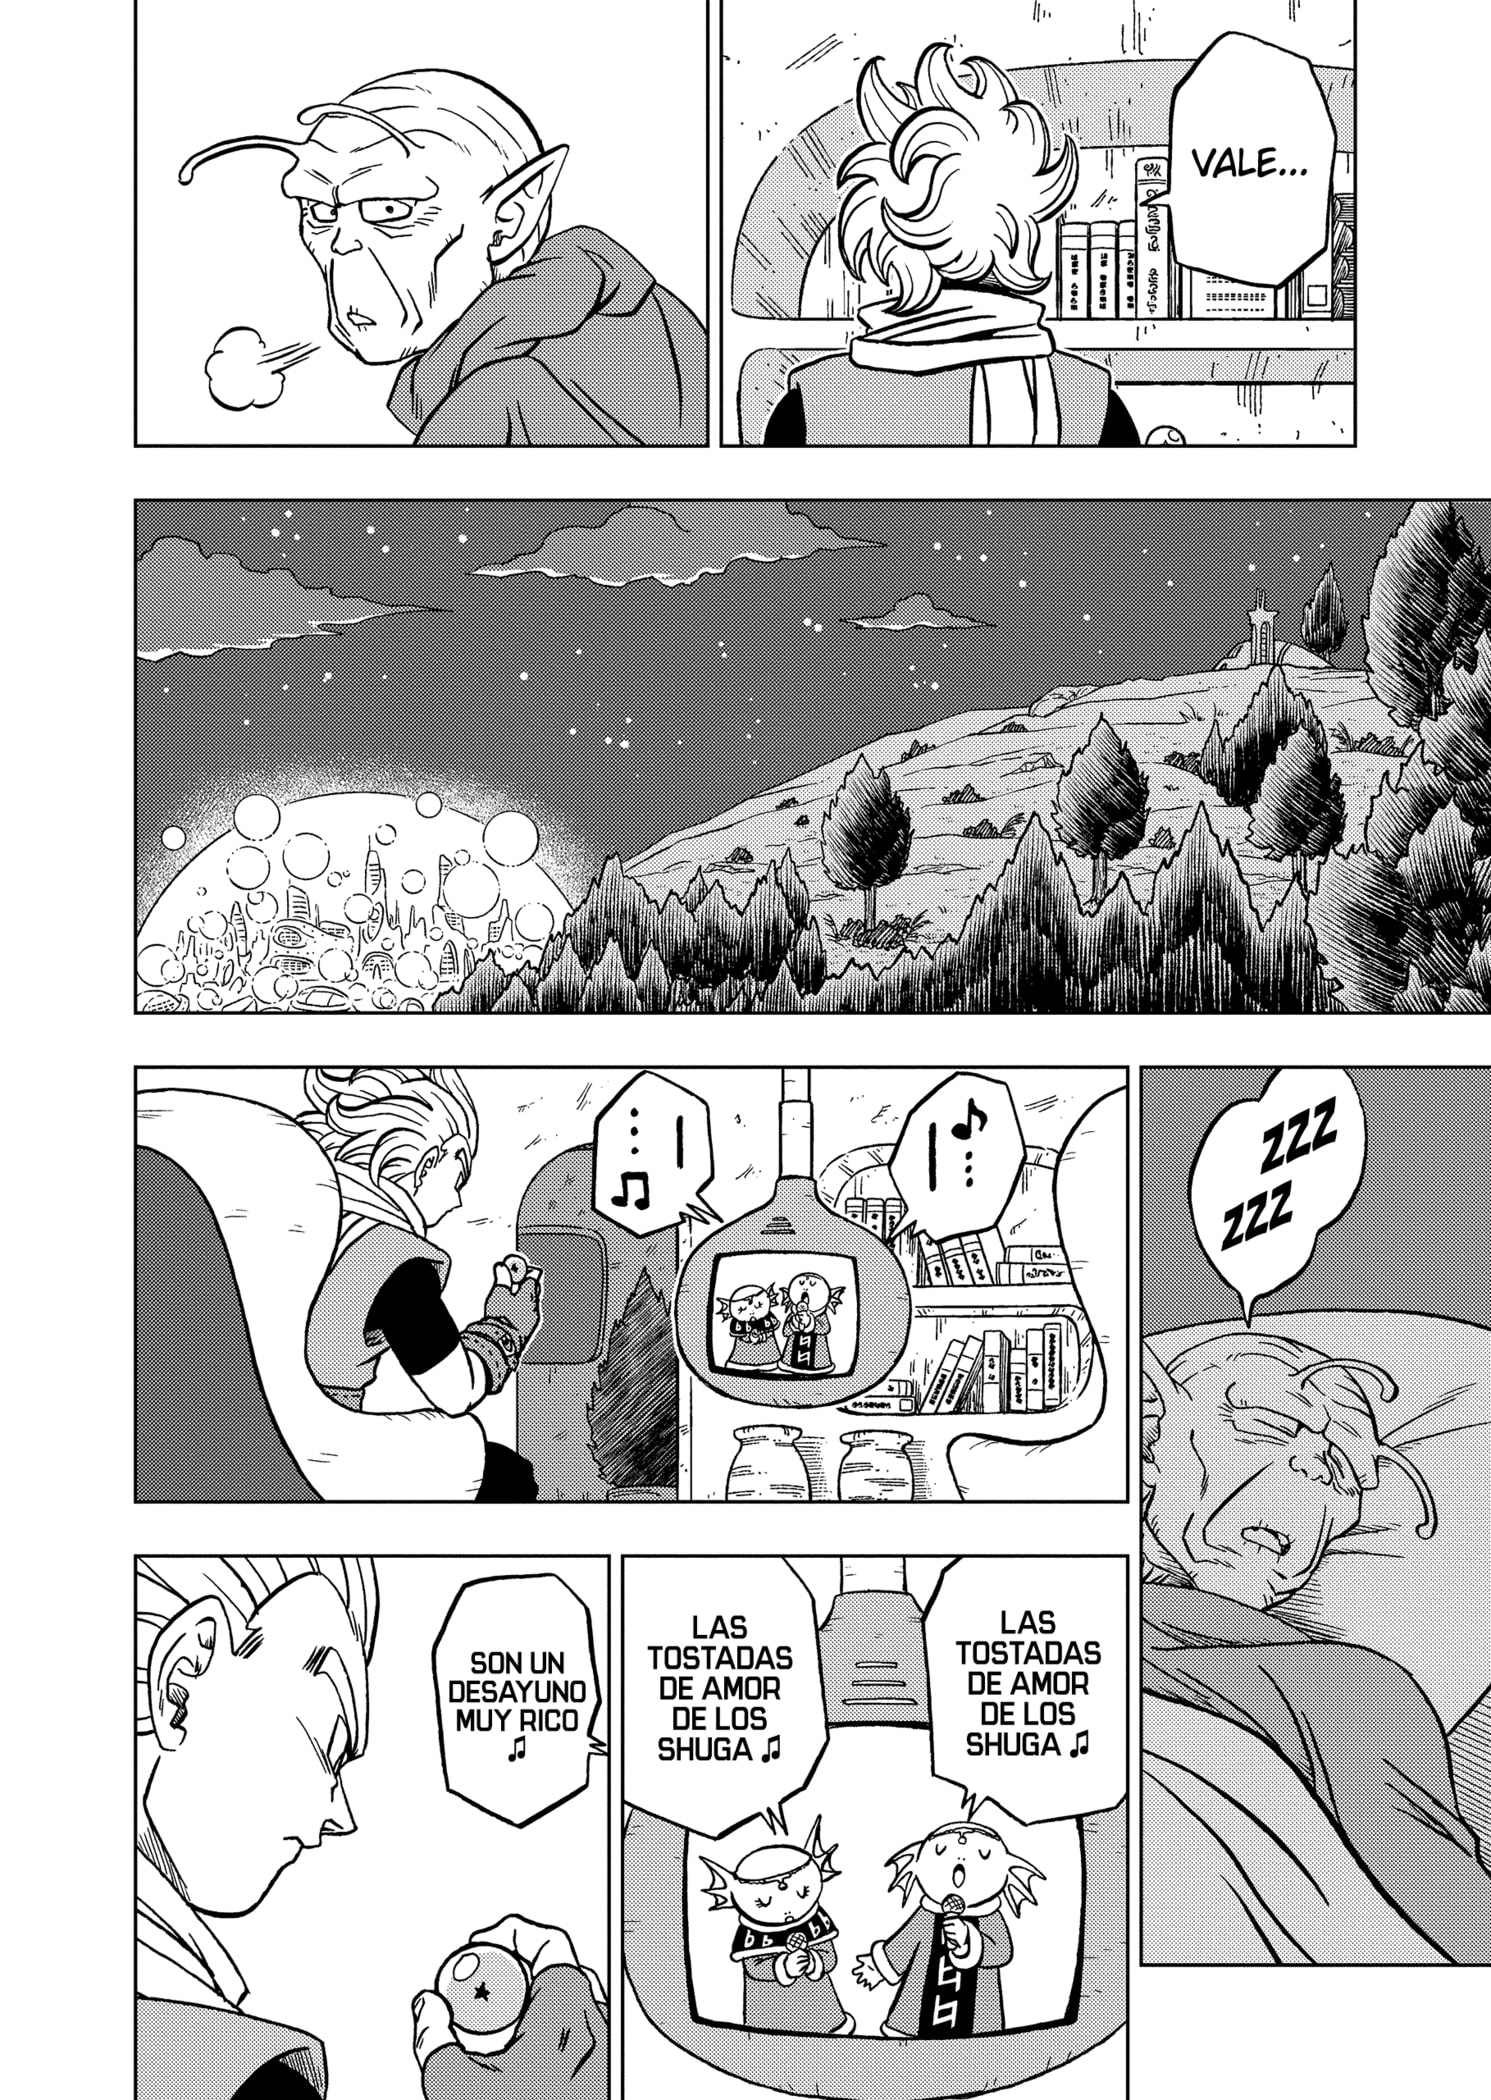 VALE...
ZZZ
ZZZ
♪...
...♫
LAS
TOSTADAS
DE AMOR
DE LOS
SHUGA ♫
LAS
TOSTADAS
DE AMOR
DE LOS
SHUGA ♫
SON UN
DESAYUNO
MUY RICO
♫